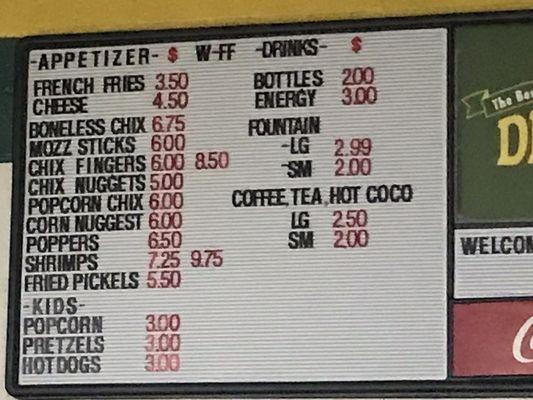 -APPETIZER- $ W-FF
FRENCH FRIES 3.50
CHEESE 4.50
BONELESS CHIX 6.75
MOZZ STICKS 6.00
CHIX FINGERS 6.00 8.50
CHIX NUGGETS 5.00
POPCORN CHIX 6.00
CORN NUGGEST 6.00
POPPERS 6.50
SHRIMPS 7.25 9.75
FRIED PICKELS 5.50
-KIDS-
POPCORN 3.00
PRETZELS 3.00
HOTDOGS 3.00
-DRINKS- $
BOTTLES 2.00
ENERGY 3.00
FOUNTAIN
-LG 2.99
-SM 2.00
COFFEE, TEA, HOT COCO
LG 2.50
SM 2.00
The